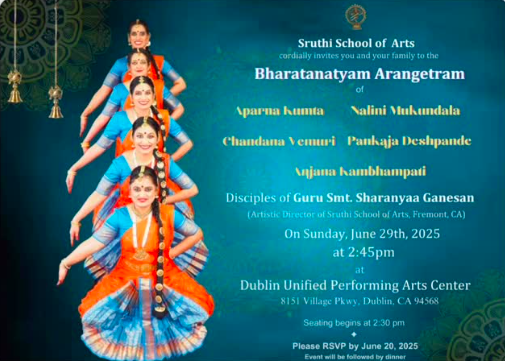 Sruthi School of Arts
cordially invites you and your family to the
Bharatanatyam Arangetram
of
Aparna Kumta Nalini Mukundala
Chandana Vemuri Pankaja Deshpande
Anjana Kambhampati
Disciples of Guru Smt. Sharanyaa Ganesan
(Artistic Director of Sruthi School of Arts, Fremont, CA)
On Sunday, June 29th, 2025
at 2:45pm
at
Dublin Unified Performing Arts Center
8151 Village Pkwy, Dublin, CA 94568
Seating begins at 2:30 pm
Please RSVP by June 20, 2025
Event will be followed by dinner